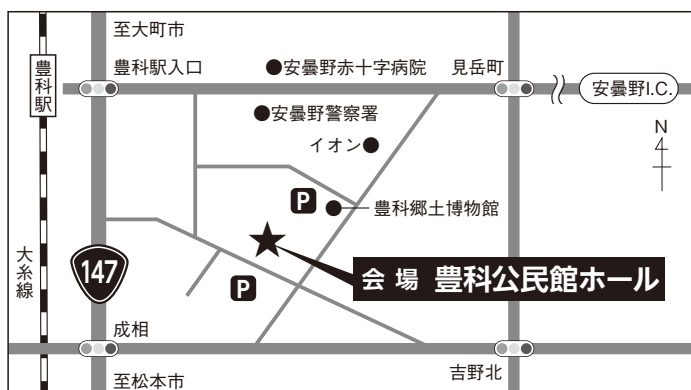 至大町市
豊科駅
豊科駅入口
●安曇野赤十字病院
見岳町
安曇野I.C.
●安曇野警察署
イオン●
N
P
豊科郷土博物館
大糸線
147
P
会場 豊科公民館ホール
成相
吉野北
至松本市